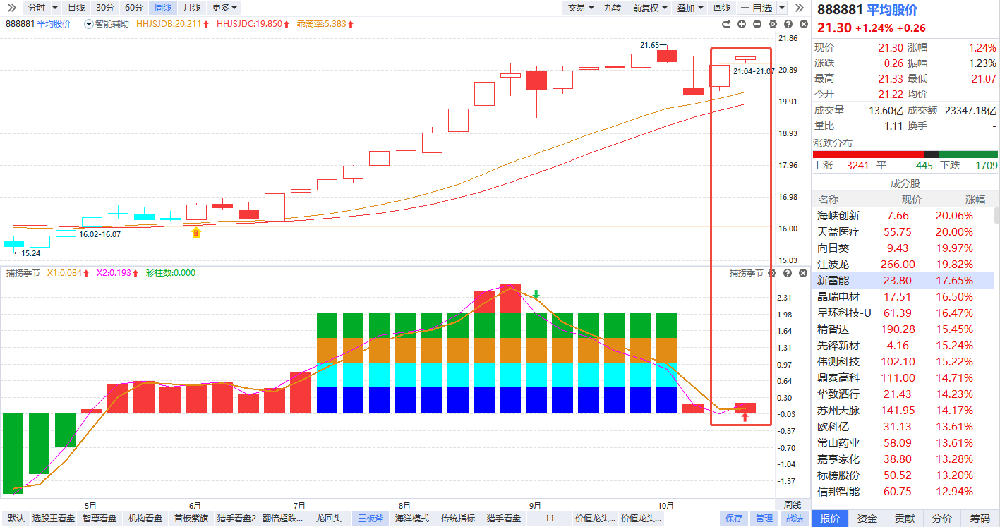 分时 日线 30分 60分 周线 月线 更多 交易 九转 前复权 叠加 画线 一自选
888881 平均股价 智能辅助 HHJSJDB:20.211 HHJSJDC:19.850 乖离率:5.383
21.86
21.65→
20.89
21.04-21.07
19.91
18.93
17.96
16.98
16.00
B
16.02-16.07
←15.24
15.03
捕捞季节 X1:0.084 X2:0.193 彩柱数:0.000 捕捞季节
2.31
1.98
1.64
1.31
0.97
0.64
0.30
-0.03
-0.37
-0.70
-1.04
-1.37
5月 6月 7月 8月 9月 10月 周线
默认 选股王看盘 智尊看盘 机构看盘 首板紫旗 猎手看盘2 翻倍超跌... 龙回头 三板斧 海洋模式 传统指标 猎手看盘 11 价值龙头... 价值龙头... 保存 管理 战法
888881 平均股价
21.30 +1.24% +0.26
现价 21.30 涨幅 1.24%
涨跌 0.26 振幅 1.23%
最高 21.33 最低 21.07
今开 21.22 均价 -
成交量 13.60亿 成交额 23347.18亿
量比 1.11 换手 -
涨跌分布
上涨 3241 平 445 下跌 1709
成分股
名称 现价 涨幅
海峡创新 7.66 20.06%
天益医疗 55.75 20.00%
向日葵 9.43 19.97%
江波龙 266.00 19.82%
新雷能 23.80 17.65%
晶瑞电材 17.51 16.50%
星环科技-U 61.39 16.47%
精智达 190.28 15.45%
先锋新材 4.16 15.24%
伟测科技 102.10 15.22%
鼎泰高科 111.00 14.71%
华致酒行 21.43 14.23%
苏州天脉 141.95 14.17%
欧科亿 31.13 13.61%
常山药业 58.09 13.61%
嘉亨家化 38.80 13.28%
标榜股份 50.52 13.20%
信邦智能 60.75 12.94%
报价 资金 贡献 分价 筹码